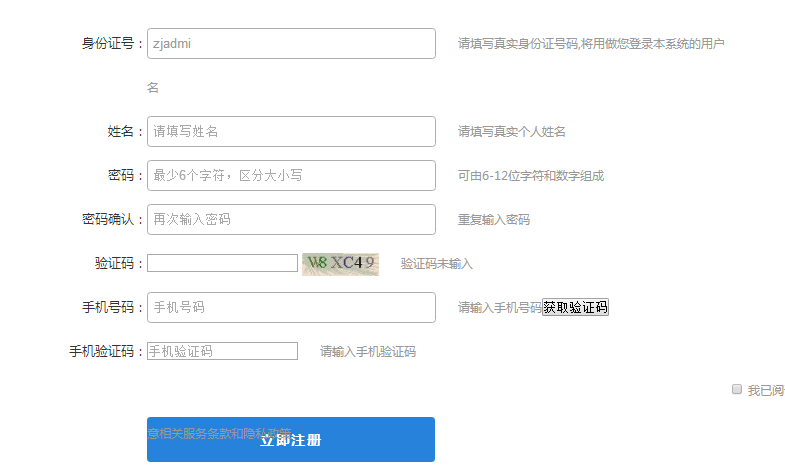 身份证号： zjadmi 请填写真实身份证号码,将用做您登录本系统的用户
名
姓名： 请填写姓名 请填写真实个人姓名
密码： 最少6个字符，区分大小写 可由6-12位字符和数字组成
密码确认： 再次输入密码 重复输入密码
验证码： W8XC49 验证码未输入
手机号码： 手机号码 请输入手机号码 获取验证码
手机验证码： 手机验证码 请输入手机验证码
我已阅
意相关服务条款和隐私政策
立即注册